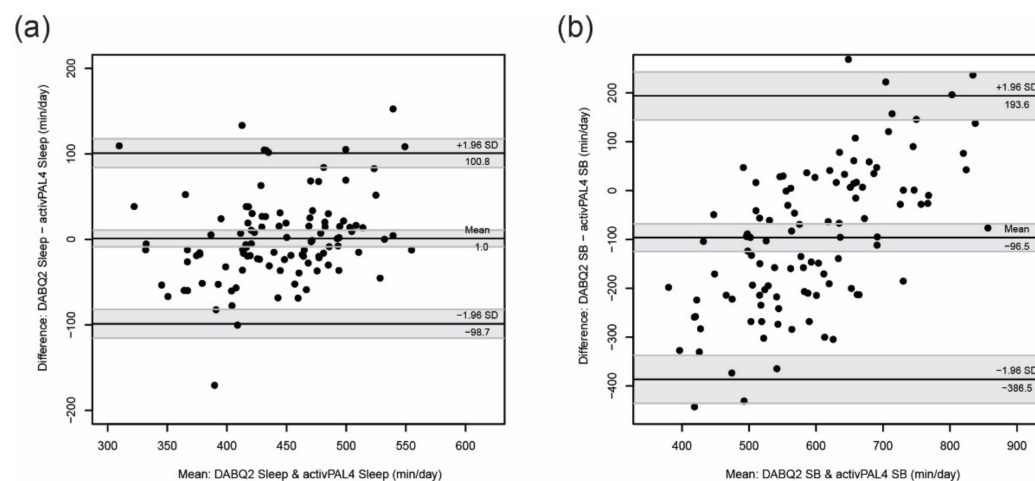 (a)
Difference: DABQ2 Sleep − activPAL4 Sleep (min/day)
200
100
0
−100
−200
+1.96 SD
100.8
Mean
1.0
−1.96 SD
−98.7
300 350 400 450 500 550 600
Mean: DABQ2 Sleep & activPAL4 Sleep (min/day)
(b)
Difference: DABQ2 SB − activPAL4 SB (min/day)
200
100
0
−100
−200
−300
−400
+1.96 SD
193.6
Mean
−96.5
−1.96 SD
−386.5
400 500 600 700 800 900
Mean: DABQ2 SB & activPAL4 SB (min/day)